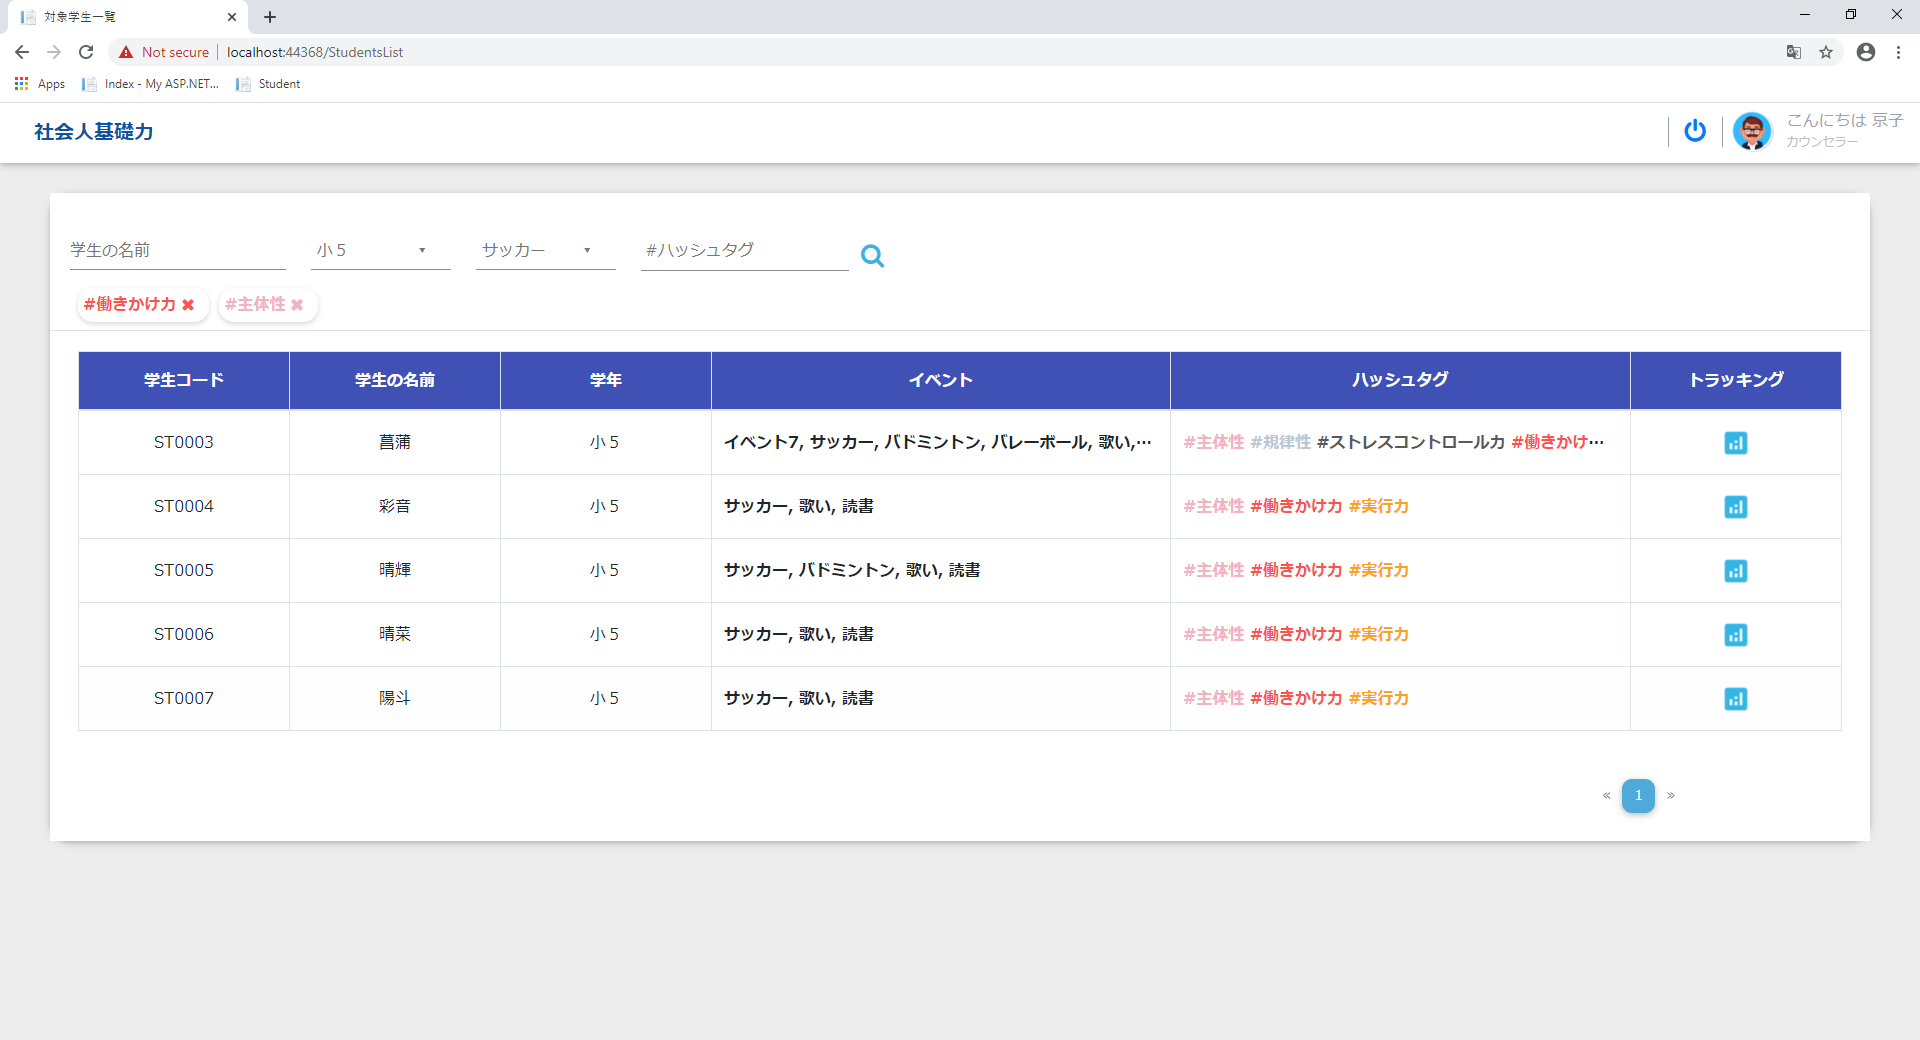 対象学生一覧
Not secure localhost:44368/StudentsList
Apps Index - My ASP.NET... Student
社会人基礎力
こんにちは 京子
カウンセラー
学生の名前 小５ サッカー #ハッシュタグ
#働きかけ力 ✖ #主体性 ✖
学生コード 学生の名前 学年 イベント ハッシュタグ トラッキング
ST0003 菖蒲 小５ イベント7, サッカー, バドミントン, バレーボール, 歌い,… #主体性 #規律性 #ストレスコントロール力 #働きかけ…
ST0004 彩音 小５ サッカー, 歌い, 読書 #主体性 #働きかけ力 #実行力
ST0005 晴輝 小５ サッカー, バドミントン, 歌い, 読書 #主体性 #働きかけ力 #実行力
ST0006 晴菜 小５ サッカー, 歌い, 読書 #主体性 #働きかけ力 #実行力
ST0007 陽斗 小５ サッカー, 歌い, 読書 #主体性 #働きかけ力 #実行力
« 1 »